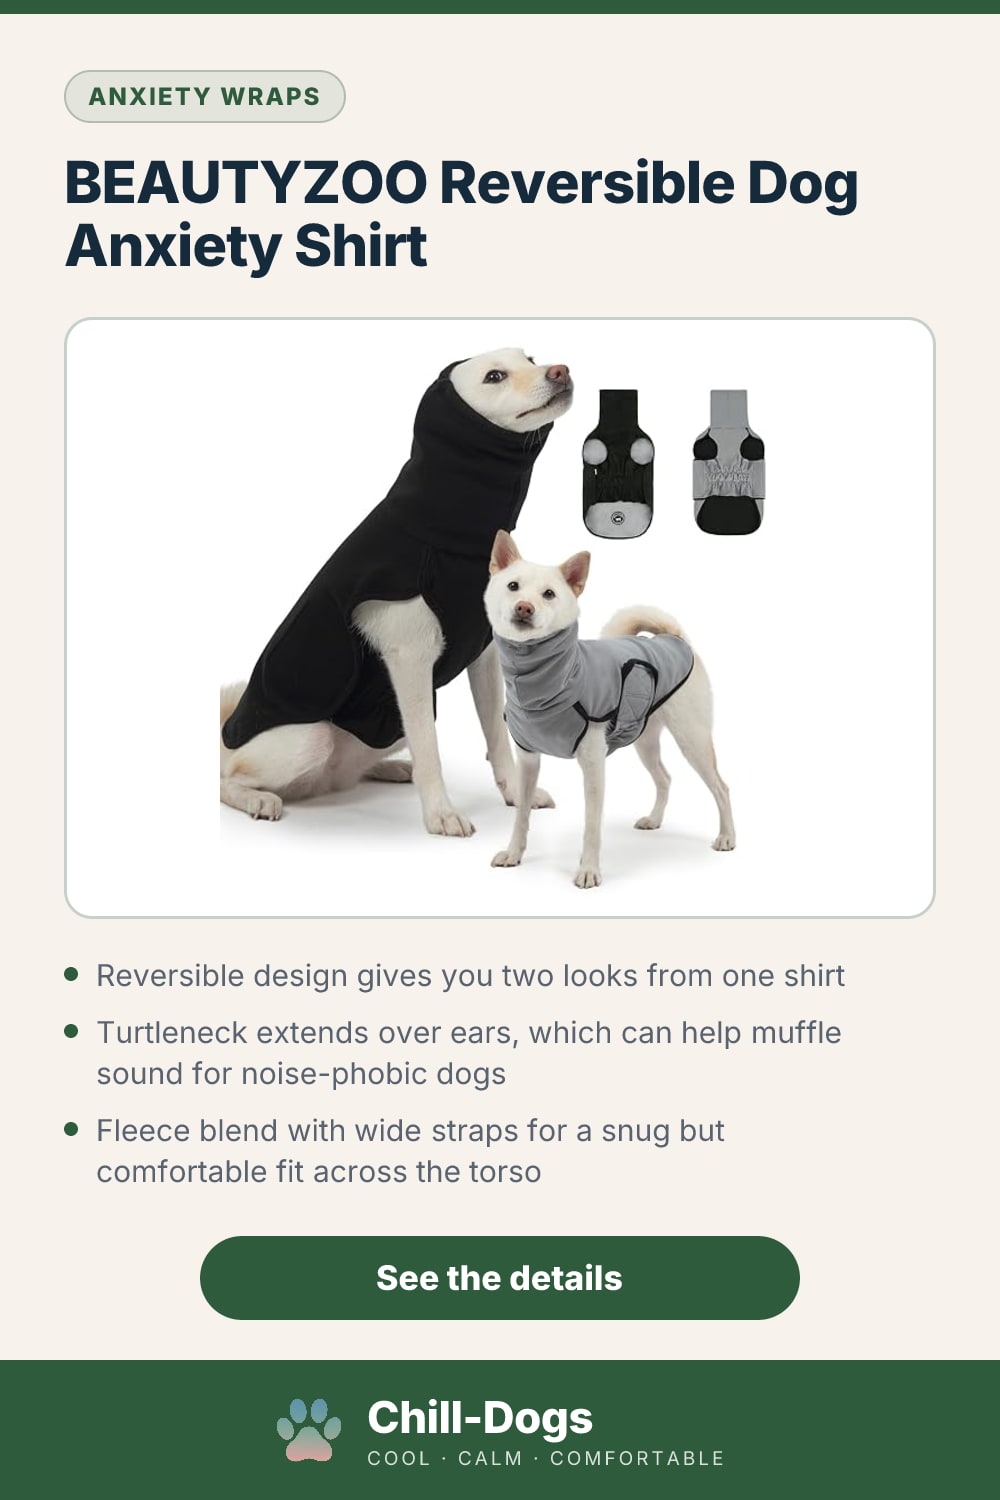 ANXIETY WRAPS
BEAUTYZOO Reversible Dog
Anxiety Shirt
Reversible design gives you two looks from one shirt
Turtleneck extends over ears, which can help muffle
sound for noise-phobic dogs
Fleece blend with wide straps for a snug but
comfortable fit across the torso
See the details
Chill-Dogs
COOL · CALM · COMFORTABLE